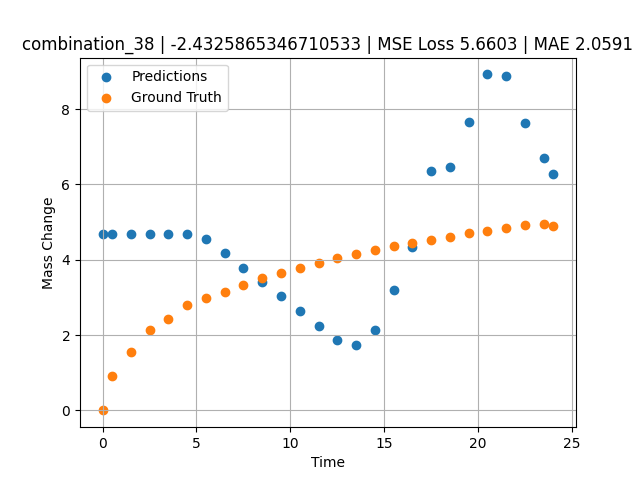 combination_38 | -2.4325865346710533 | MSE Loss 5.6603 | MAE 2.0591
Predictions
Ground Truth
8
6
4
2
0
Mass Change
0 5 10 15 20 25
Time